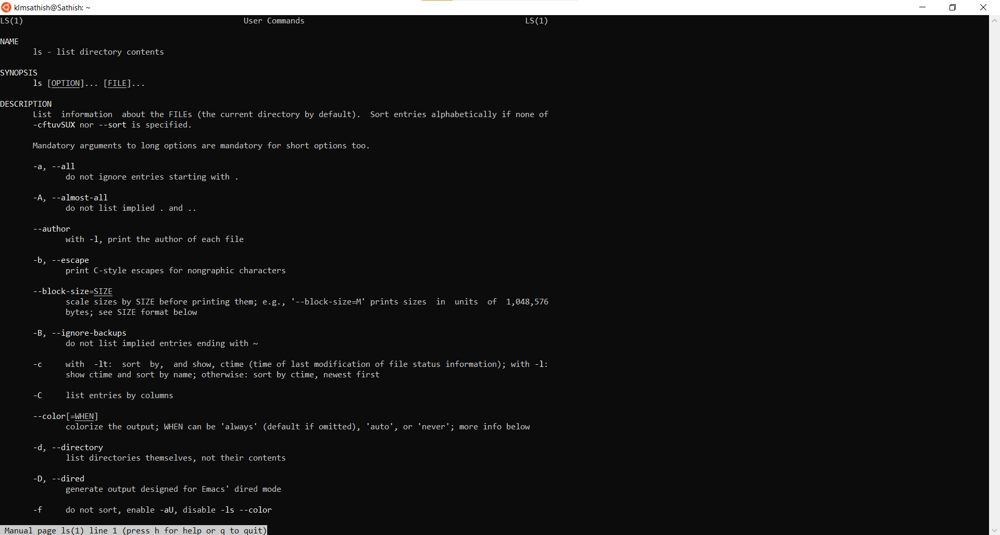 klmsathish@Sathish: ~
LS(1) User Commands LS(1)
NAME
ls - list directory contents
SYNOPSIS
ls [OPTION]... [FILE]...
DESCRIPTION
List information about the FILEs (the current directory by default). Sort entries alphabetically if none of
-cftuvSUX nor --sort is specified.
Mandatory arguments to long options are mandatory for short options too.
-a, --all
do not ignore entries starting with .
-A, --almost-all
do not list implied . and ..
--author
with -l, print the author of each file
-b, --escape
print C-style escapes for nongraphic characters
--block-size=SIZE
scale sizes by SIZE before printing them; e.g., '--block-size=M' prints sizes in units of 1,048,576
bytes; see SIZE format below
-B, --ignore-backups
do not list implied entries ending with ~
-c with -lt: sort by, and show, ctime (time of last modification of file status information); with -l:
show ctime and sort by name; otherwise: sort by ctime, newest first
-C list entries by columns
--color[=WHEN]
colorize the output; WHEN can be 'always' (default if omitted), 'auto', or 'never'; more info below
-d, --directory
list directories themselves, not their contents
-D, --dired
generate output designed for Emacs' dired mode
-f do not sort, enable -aU, disable -ls --color
Manual page ls(1) line 1 (press h for help or q to quit)